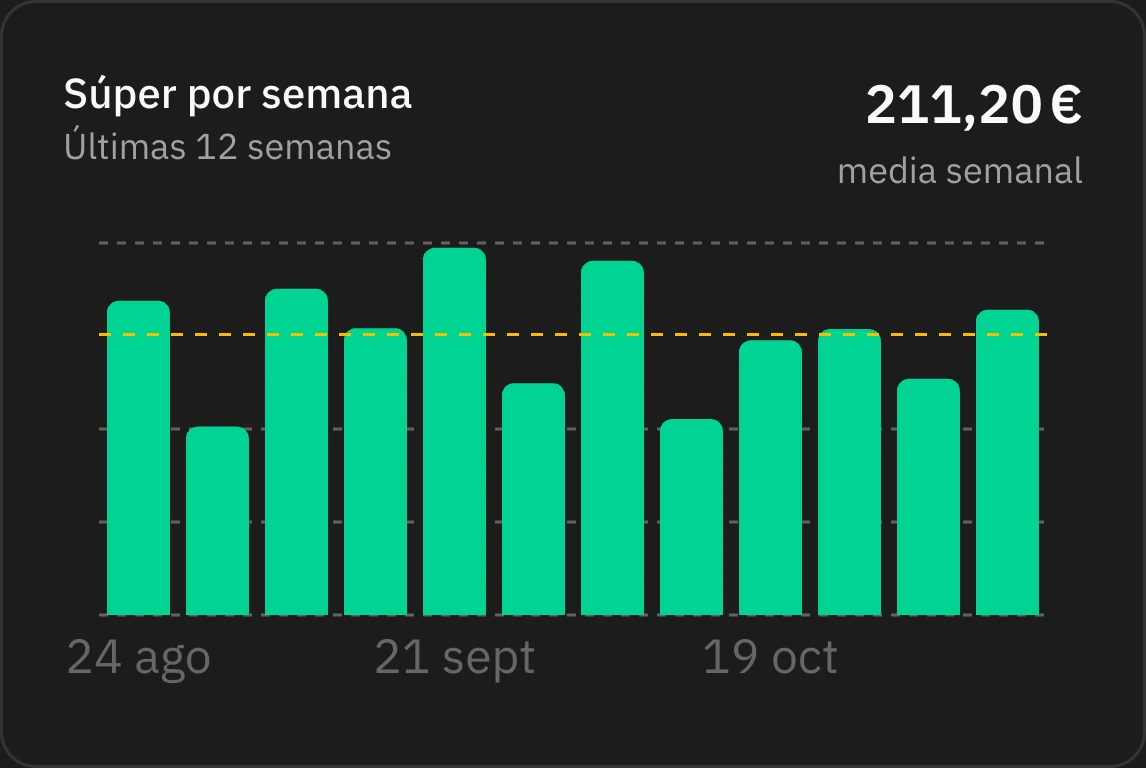 Súper por semana
Últimas 12 semanas
211,20 €
media semanal
24 ago
21 sept
19 oct